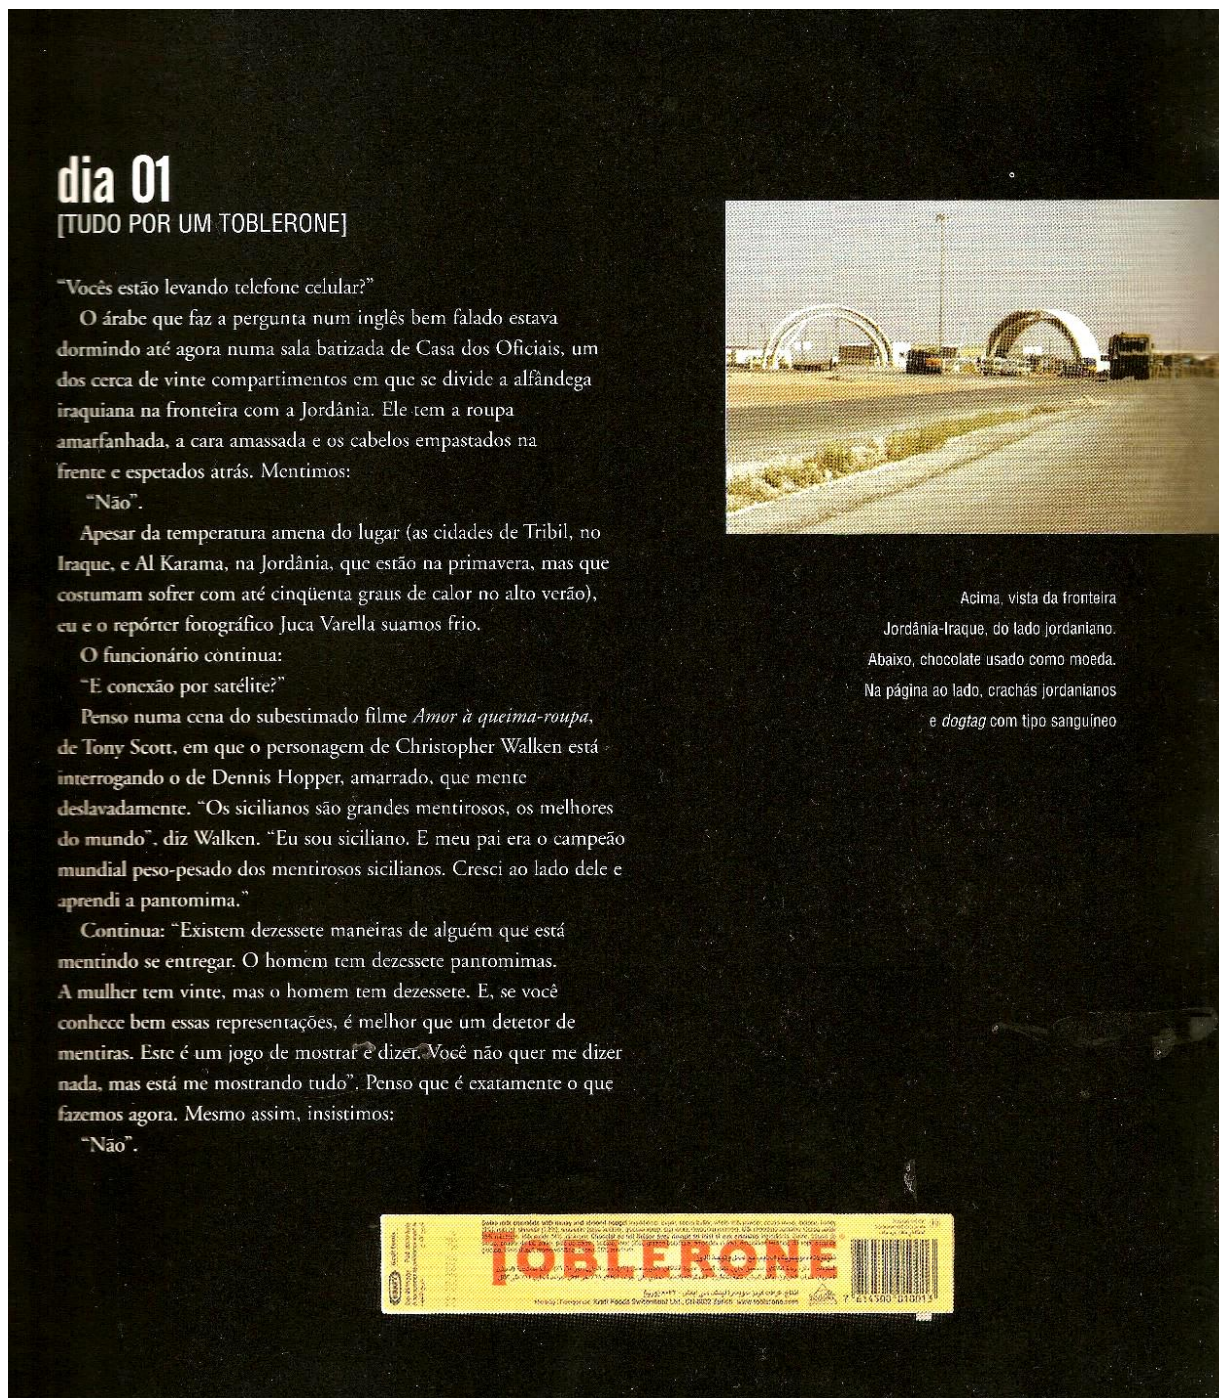 dia 01
[TUDO POR UM TOBLERONE]
“Vocês estão levando telefone celular?”
O árabe que faz a pergunta num inglês bem falado estava
dormindo até agora numa sala batizada de Casa dos Oficiais, um
dos cerca de vinte compartimentos em que se divide a alfândega
iraquiana na fronteira com a Jordânia. Ele tem a roupa
amarfanhada, a cara amassada e os cabelos empastados na
frente e espetados atrás. Mentimos:
“Não”.
Apesar da temperatura amena do lugar (as cidades de Tribil, no
Iraque, e Al Karama, na Jordânia, que estão na primavera, mas que
costumam sofrer com até cinqüenta graus de calor no alto verão),
eu e o repórter fotográfico Juca Varella suamos frio.
O funcionário continua:
“E conexão por satélite?”
Penso numa cena do subestimado filme Amor à queima-roupa,
de Tony Scott, em que o personagem de Christopher Walken está
interrogando o de Dennis Hopper, amarrado, que mente
deslavadamente. “Os sicilianos são grandes mentirosos, os melhores
do mundo”, diz Walken. “Eu sou siciliano. E meu pai era o campeão
mundial peso-pesado dos mentirosos sicilianos. Cresci ao lado dele e
aprendi a pantomima.”
Continua: “Existem dezessete maneiras de alguém que está
mentindo se entregar. O homem tem dezessete pantomimas.
A mulher tem vinte, mas o homem tem dezessete. E, se você
conhece bem essas representações, é melhor que um detetor de
mentiras. Este é um jogo de mostrar e dizer. Você não quer me dizer
nada, mas está me mostrando tudo”. Penso que é exatamente o que
fazemos agora. Mesmo assim, insistimos:
“Não”.
Acima, vista da fronteira
Jordânia-Iraque, do lado jordaniano.
Abaixo, chocolate usado como moeda.
Na página ao lado, crachás jordanianos
e dogtag com tipo sanguíneo
TOBLERONE
Kraft Foods Switzerland Ltd., CH-8032 Zürich www.toblerone.com
7 614500 010013